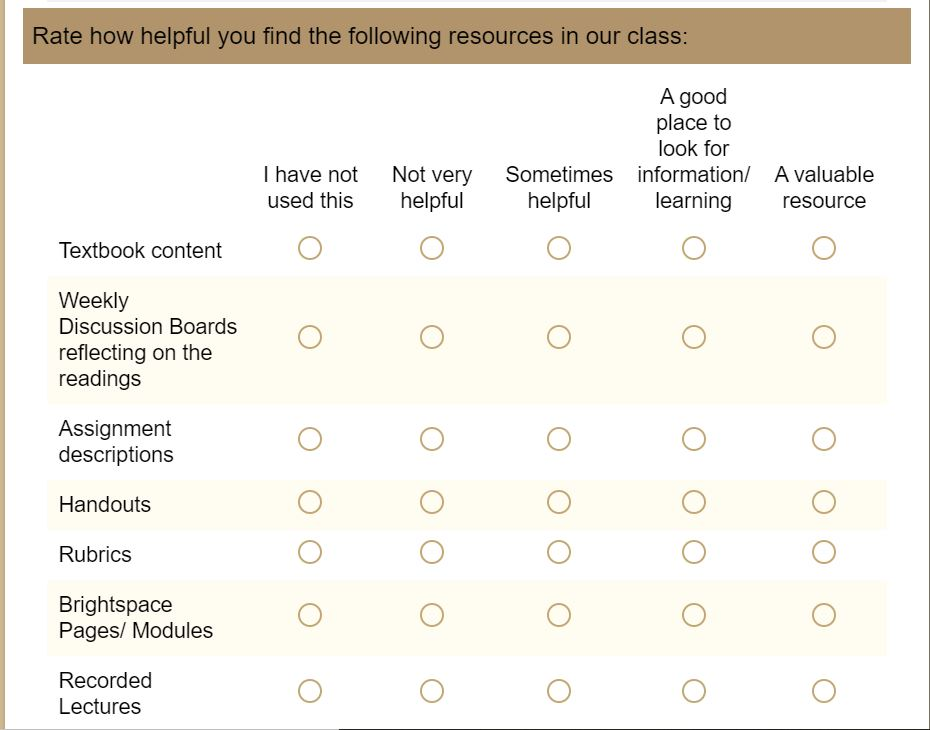 Rate how helpful you find the following resources in our class:
A good
place to
look for
I have not Not very Sometimes information/ A valuable
used this helpful helpful learning resource
Textbook content
Weekly
Discussion Boards
reflecting on the
readings
Assignment
descriptions
Handouts
Rubrics
Brightspace
Pages/ Modules
Recorded
Lectures